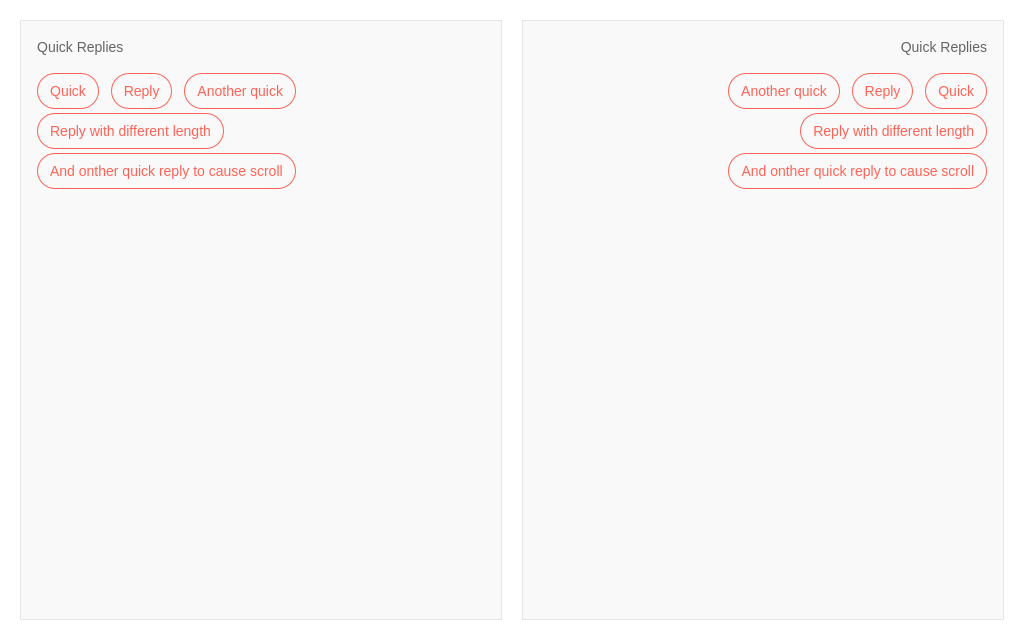 Quick Replies
Quick Reply Another quick
Reply with different length
And onther quick reply to cause scroll
Quick Replies
Another quick Reply Quick
Reply with different length
And onther quick reply to cause scroll